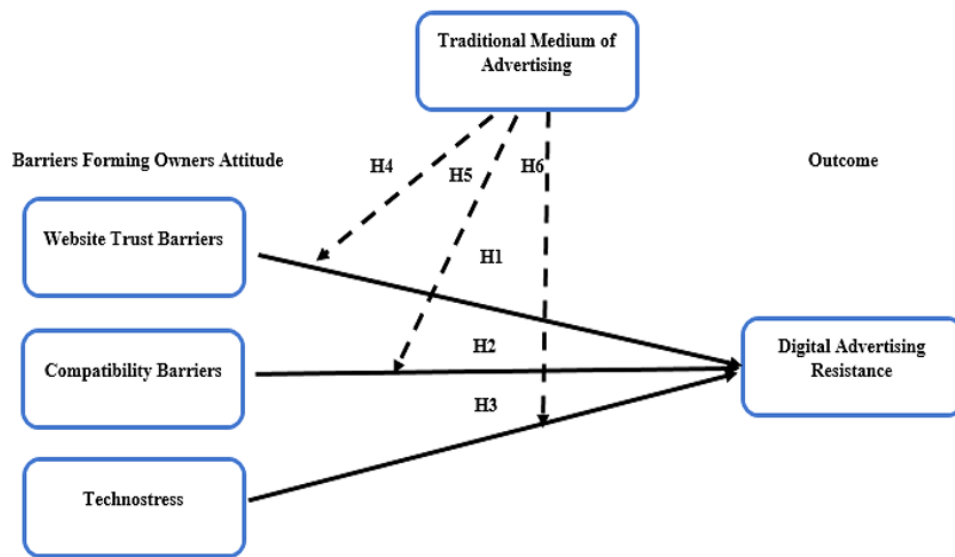 Traditional Medium of
Advertising
Barriers Forming Owners Attitude
H4
H5
H6
Outcome
Website Trust Barriers
H1
Compatibility Barriers
H2
Digital Advertising
Resistance
H3
Technostress